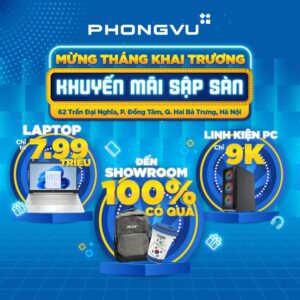 PHONGVU
MỪNG THÁNG KHAI TRƯƠNG
KHUYẾN MÃI SẬP SÀN
62 Trần Đại Nghĩa, P. Đồng Tâm, Q. Hai Bà Trưng, Hà Nội
LAPTOP
Chỉ từ 7.99
TRIỆU
ĐẾN
SHOWROOM
100%
CÓ QUÀ
LINH KIỆN PC
Chỉ 9K
acer